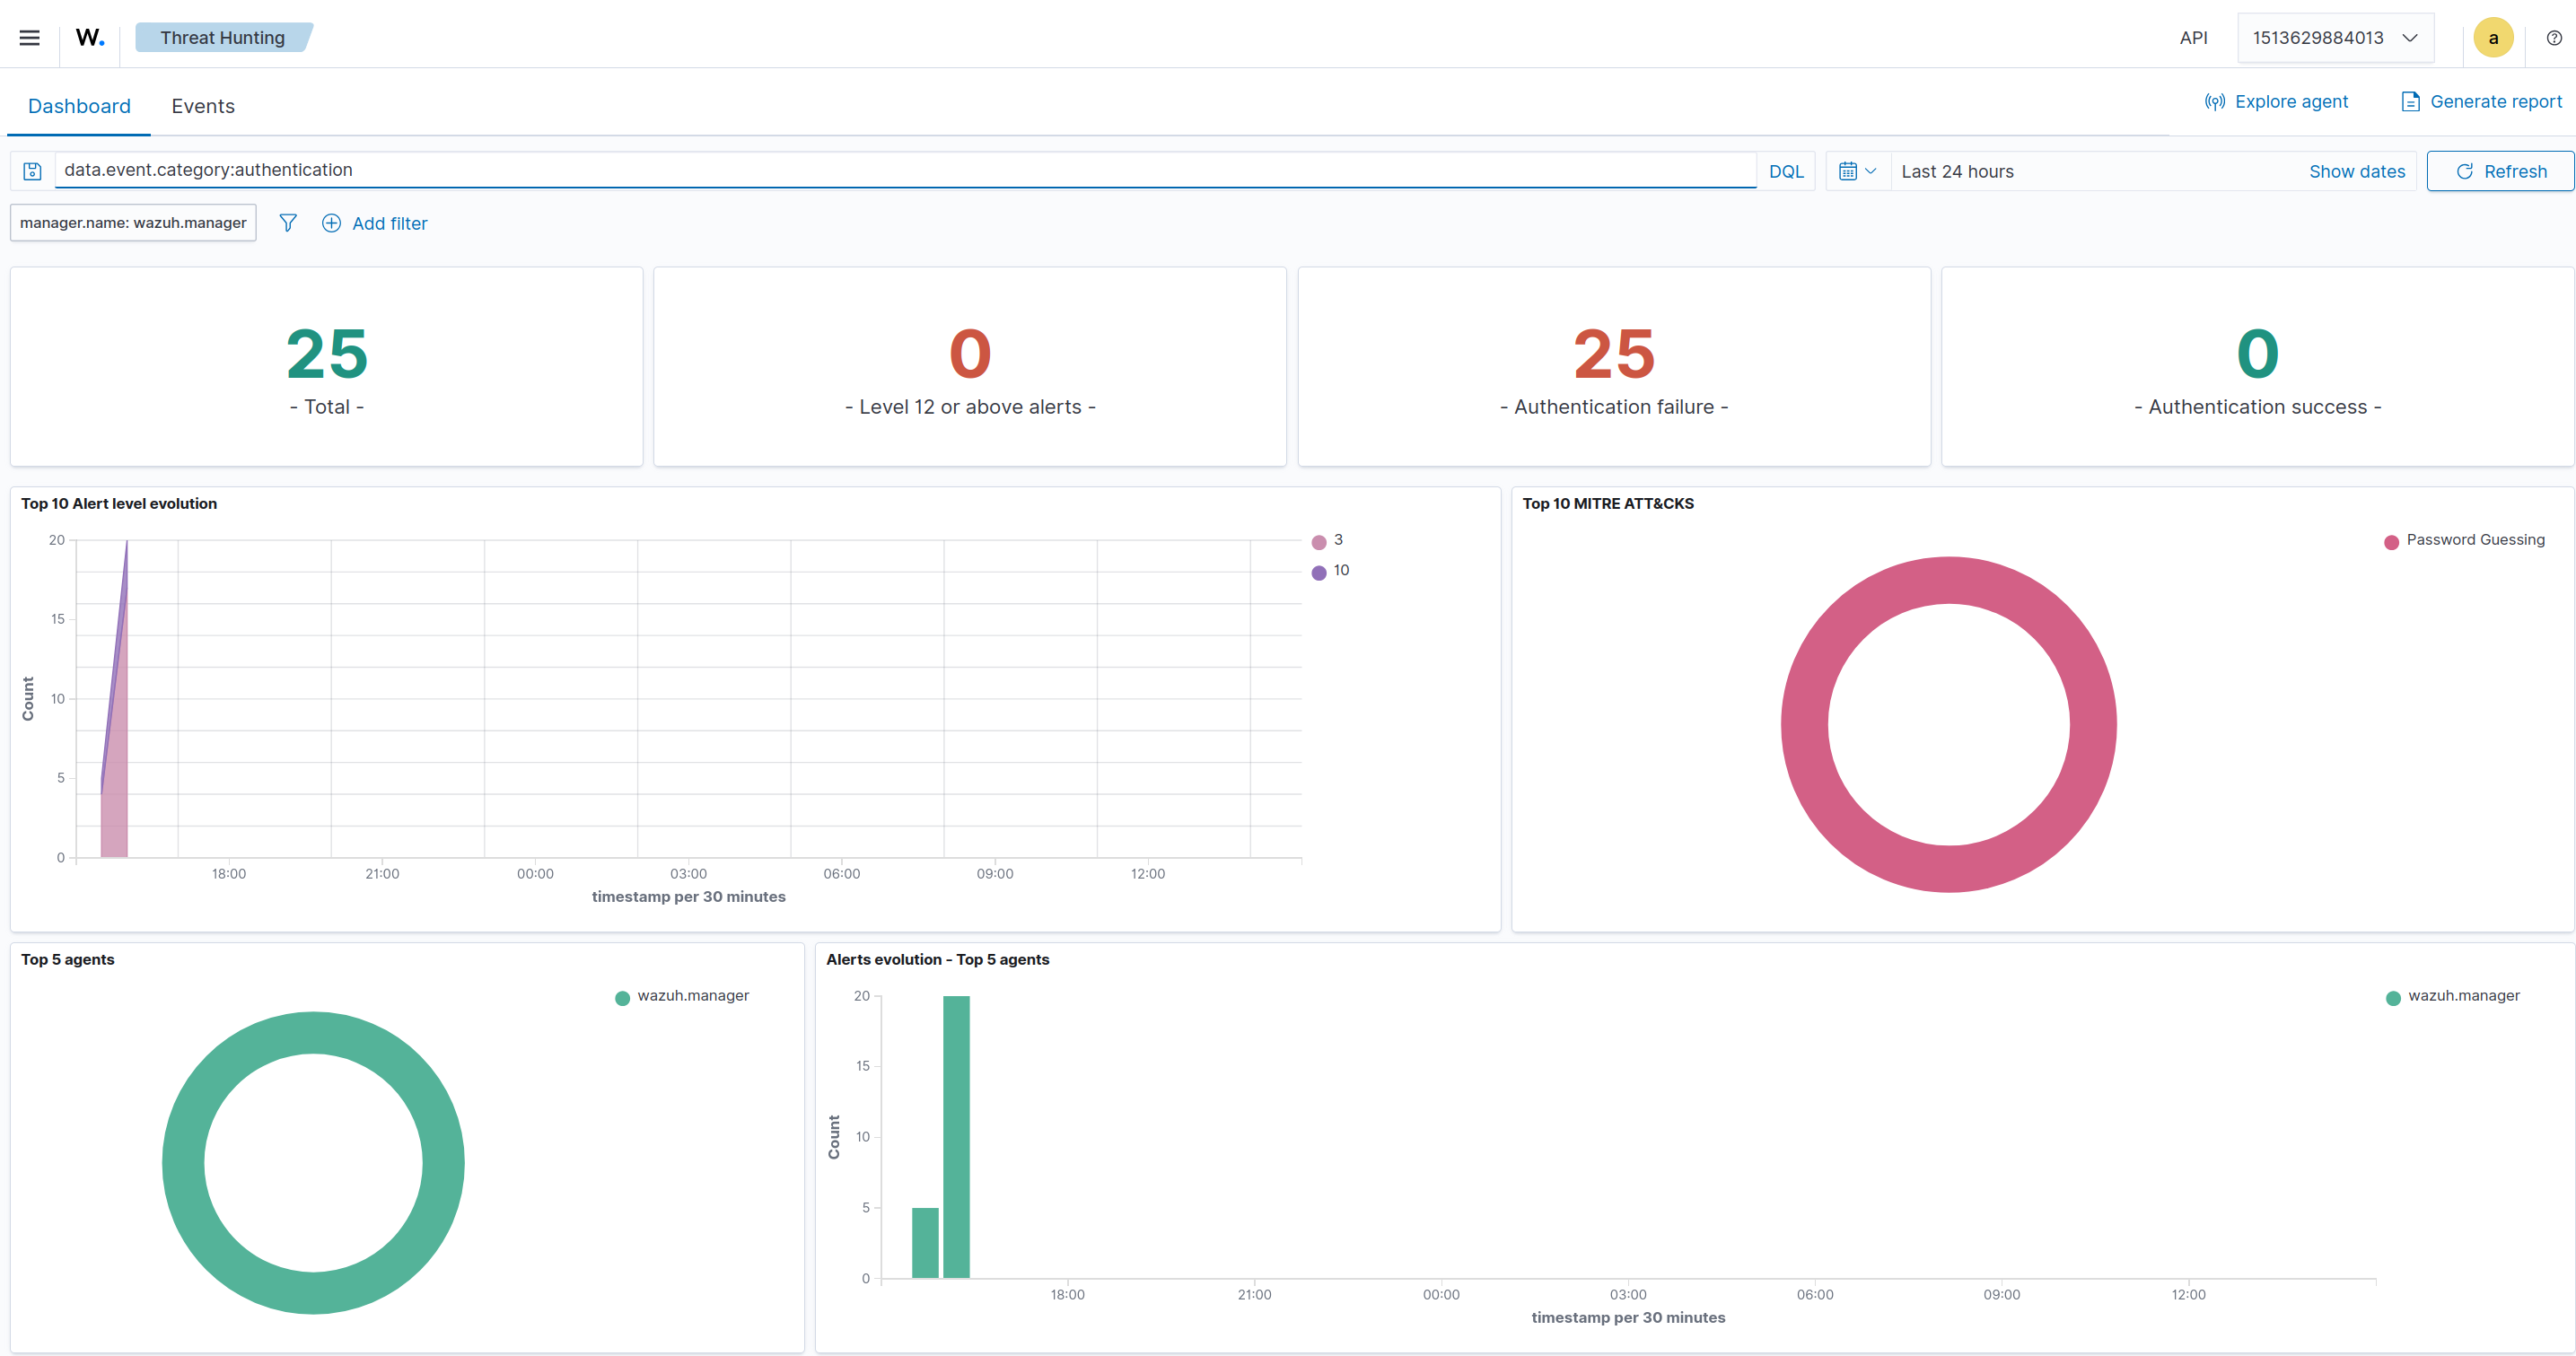 W. Threat Hunting API 1513629884013 a
Dashboard Events Explore agent Generate report
data.event.category:authentication DQL Last 24 hours Show dates Refresh
manager.name: wazuh.manager Add filter
25 0 25 0
- Total - - Level 12 or above alerts - - Authentication failure - - Authentication success -
Top 10 Alert level evolution
20
15
10
5
0
Count
18:00 21:00 00:00 03:00 06:00 09:00 12:00
timestamp per 30 minutes
3
10
Top 10 MITRE ATT&CKS
Password Guessing
Top 5 agents
wazuh.manager
Alerts evolution - Top 5 agents
20
15
10
5
0
Count
18:00 21:00 00:00 03:00 06:00 09:00 12:00
timestamp per 30 minutes
wazuh.manager